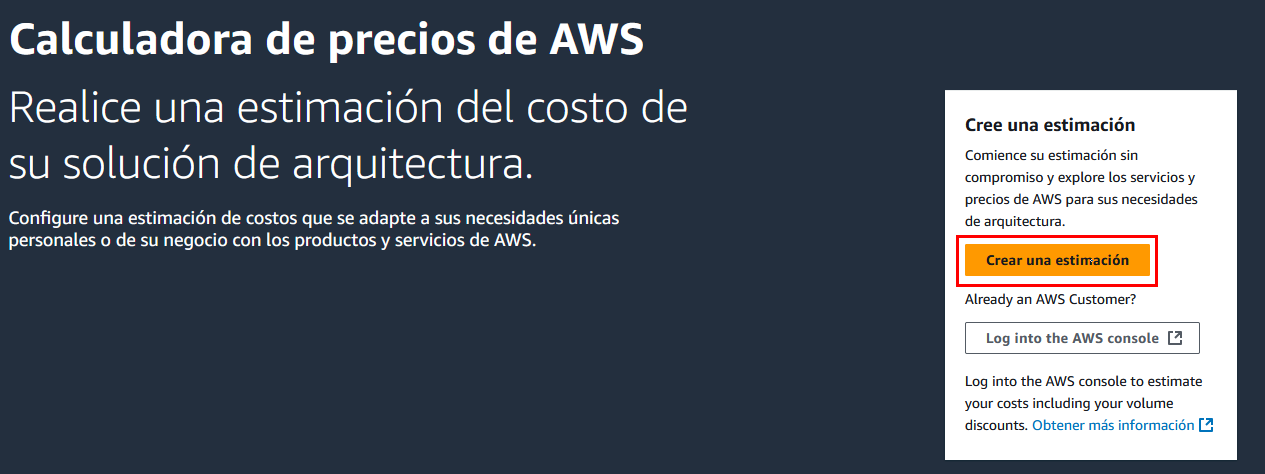 Calculadora de precios de AWS
Realice una estimación del costo de
su solución de arquitectura.
Configure una estimación de costos que se adapte a sus necesidades únicas
personales o de su negocio con los productos y servicios de AWS.
Cree una estimación
Comience su estimación sin
compromiso y explore los servicios y
precios de AWS para sus necesidades
de arquitectura.
Crear una estimación
Already an AWS Customer?
Log into the AWS console
Log into the AWS console to estimate
your costs including your volume
discounts. Obtener más información